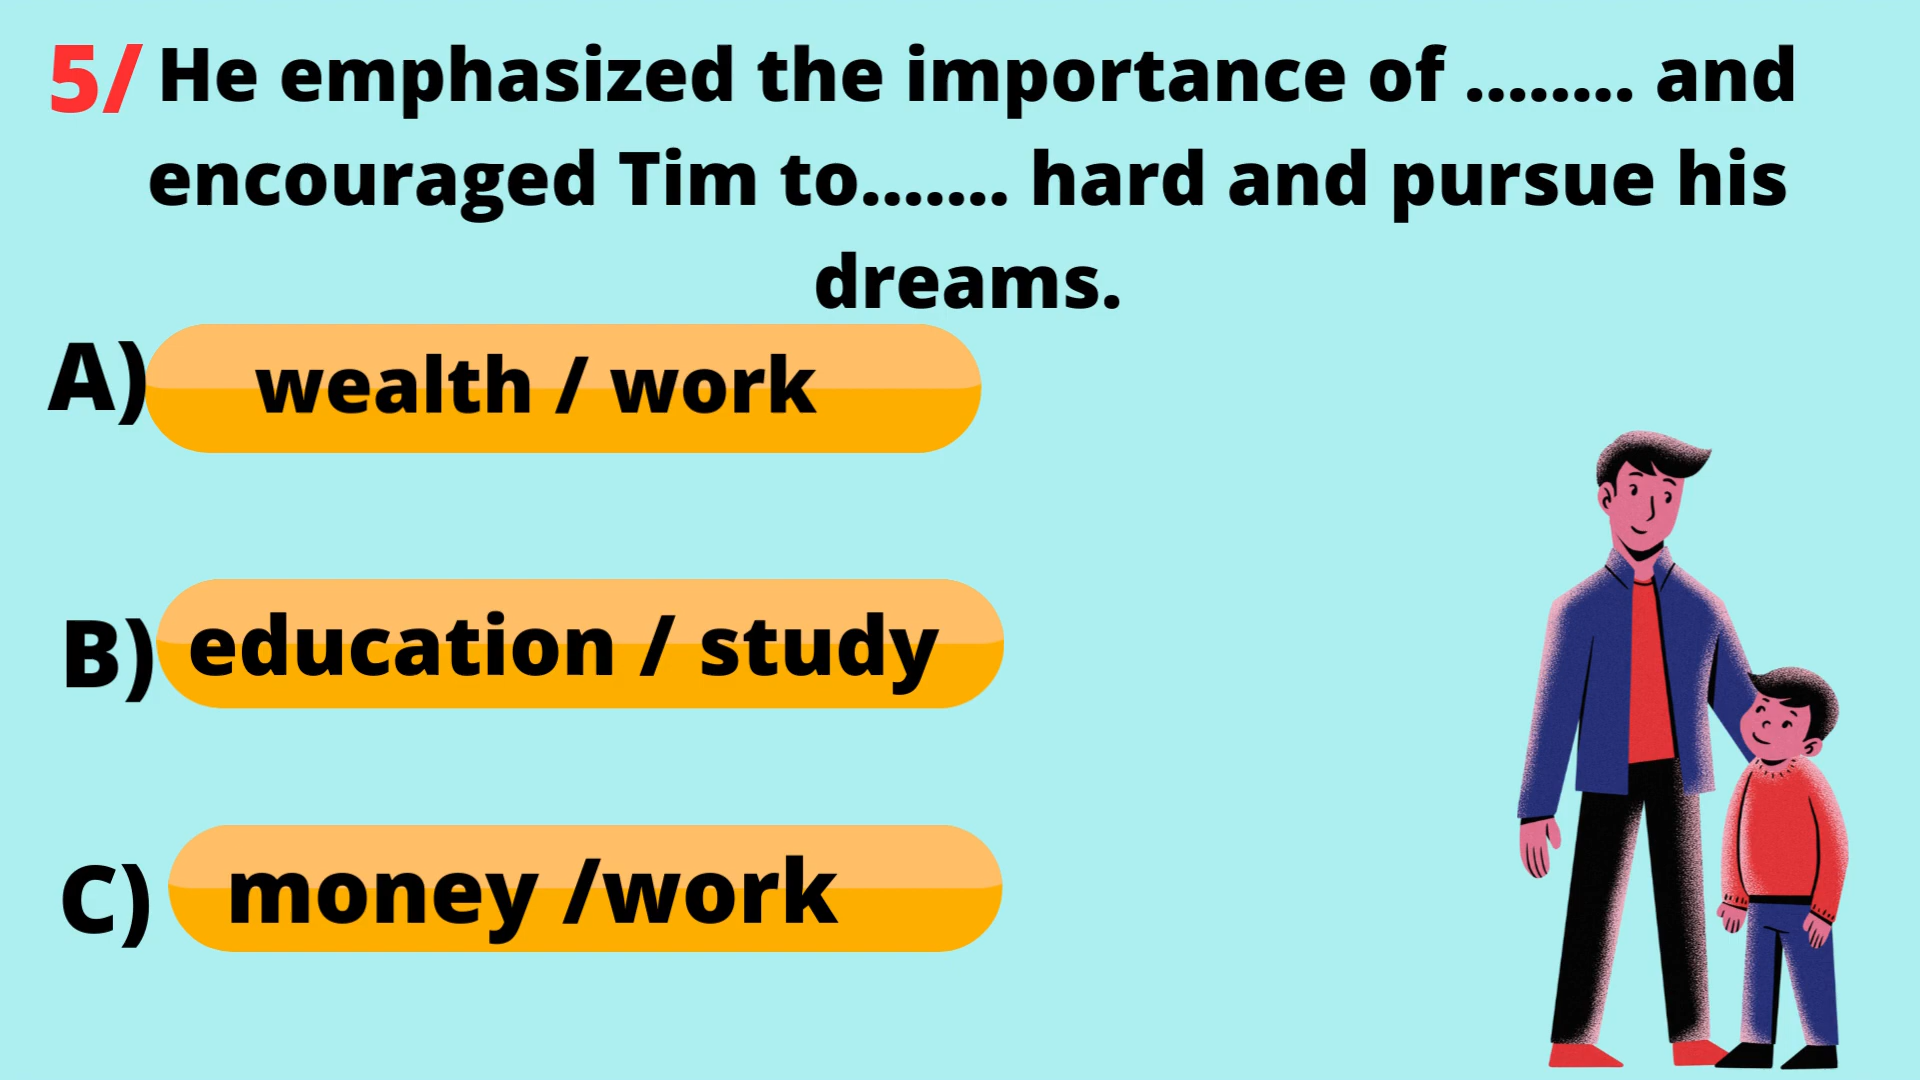 5/ He emphasized the importance of ........ and
encouraged Tim to....... hard and pursue his
dreams.
A) wealth / work
B) education / study
C) money /work